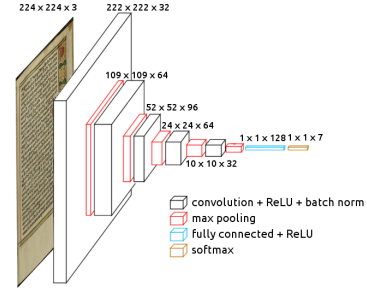 224 x 224 x 3
222 x 222 x 32
109 x 109 x 64
52 x 52 x 96
24 x 24 x 64
10 x 10 x 32
1 x 1 x 128
1 x 1 x 7
convolution + ReLU + batch norm
max pooling
fully connected + ReLU
softmax